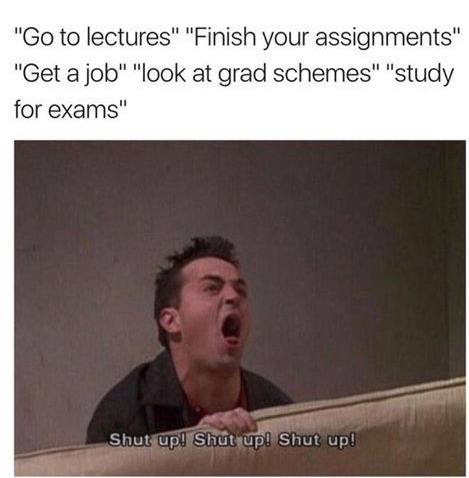 "Go to lectures" "Finish your assignments"
"Get a job" "look at grad schemes" "study
for exams"
Shut up! Shut up! Shut up!